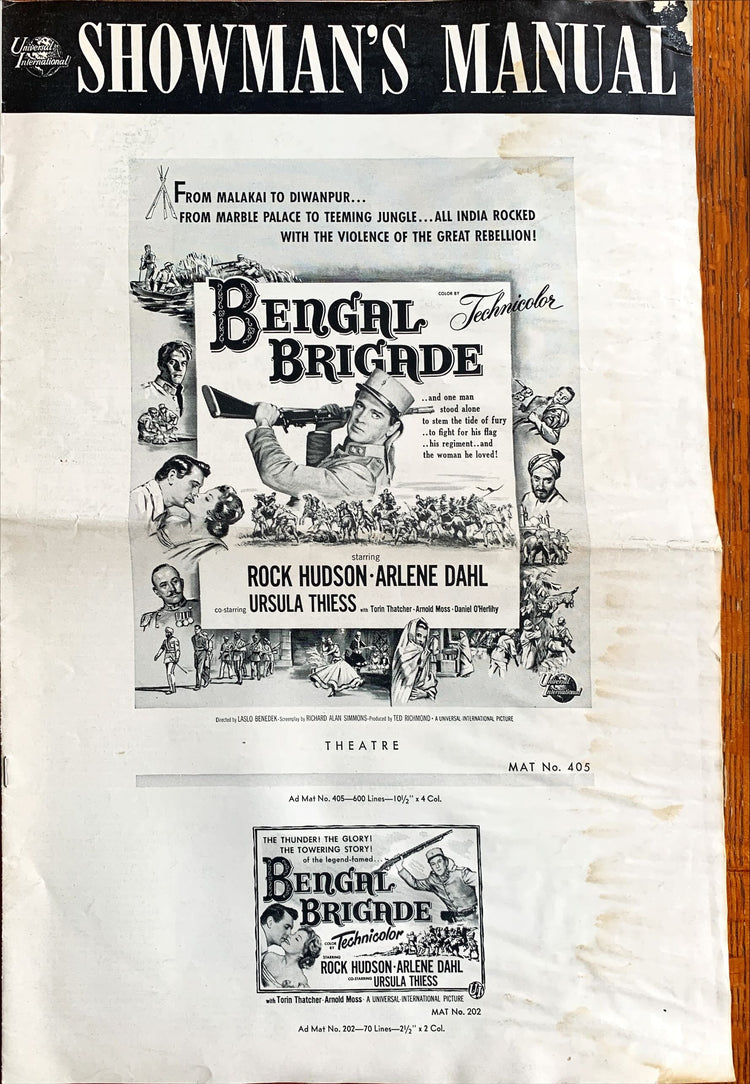 Universal International
SHOWMAN'S MANUAL
FROM MALAKAI TO DIWANPUR...
FROM MARBLE PALACE TO TEEMING JUNGLE...ALL INDIA ROCKED
WITH THE VIOLENCE OF THE GREAT REBELLION!
COLOR BY Technicolor
BENGAL
BRIGADE
..and one man
stood alone
to stem the tide of fury
..to fight for his flag
..his regiment..and
the woman he loved!
starring
ROCK HUDSON·ARLENE DAHL
co-starring URSULA THIESS with Torin Thatcher·Arnold Moss·Daniel O'Herlihy
Universal International
Directed by LASLO BENEDEK·Screenplay by RICHARD ALAN SIMMONS·Produced by TED RICHMOND· A UNIVERSAL-INTERNATIONAL PICTURE
THEATRE
MAT No. 405
Ad Mat No. 405—600 Lines—10½" x 4 Col.
THE THUNDER! THE GLORY!
THE TOWERING STORY!
of the legend-famed...
BENGAL
BRIGADE
COLOR BY Technicolor
STARRING
ROCK HUDSON·ARLENE DAHL
CO-STARRING URSULA THIESS
with Torin Thatcher·Arnold Moss· A UNIVERSAL-INTERNATIONAL PICTURE
UI
MAT No. 202
Ad Mat No. 202—70 Lines—2½" x 2 Col.